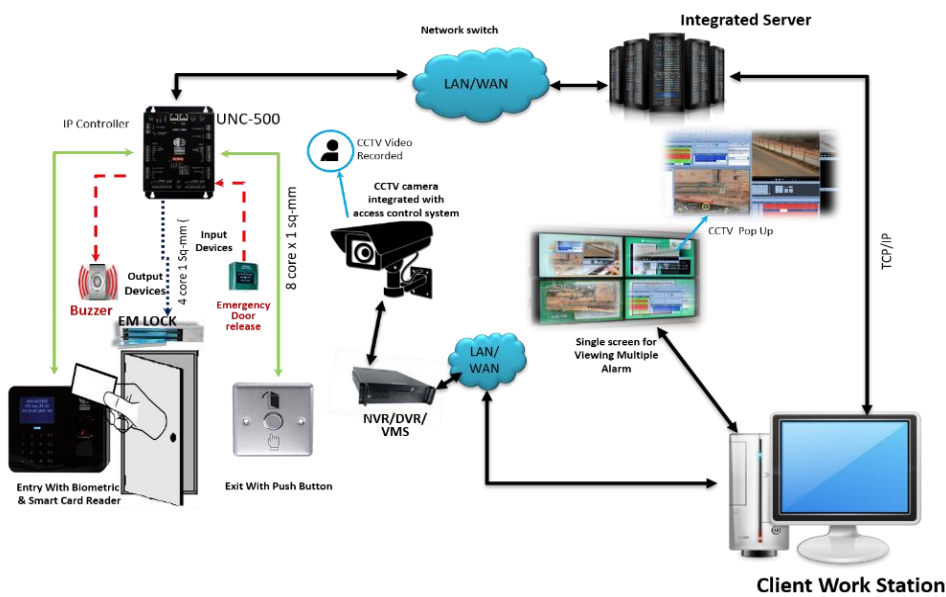 Integrated Server
Network switch
LAN/WAN
IP Controller
UNC-500
CCTV Video
Recorded
CCTV camera
integrated with
access control system
CCTV Pop Up
TCP/IP
4 core 1 Sq-mm (
8 core x 1 sq-mm
Input
Devices
Output
Devices
Buzzer
Emergency
Door
release
EM LOCK
Single screen for
Viewing Multiple
Alarm
LAN/
WAN
NVR/DVR/
VMS
Entry With Biometric
& Smart Card Reader
Exit With Push Button
Client Work Station